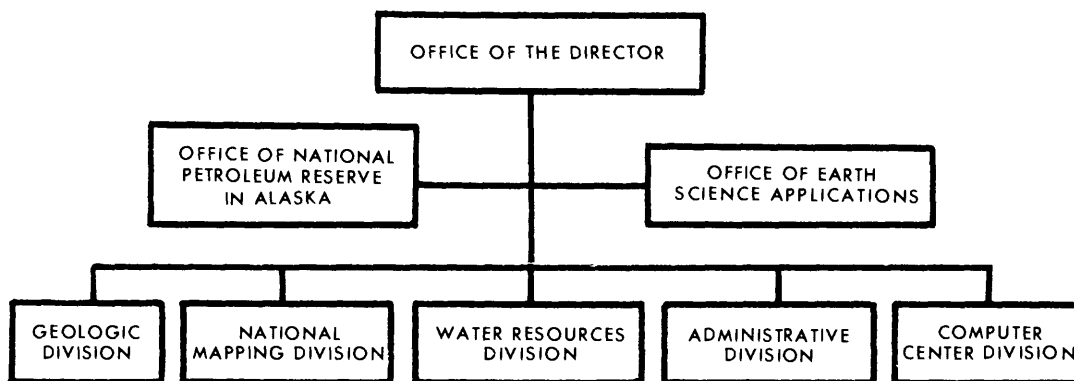 OFFICE OF THE DIRECTOR
OFFICE OF NATIONAL
PETROLEUM RESERVE
IN ALASKA
OFFICE OF EARTH
SCIENCE APPLICATIONS
GEOLOGIC
DIVISION
NATIONAL
MAPPING DIVISION
WATER RESOURCES
DIVISION
ADMINISTRATIVE
DIVISION
COMPUTER
CENTER DIVISION